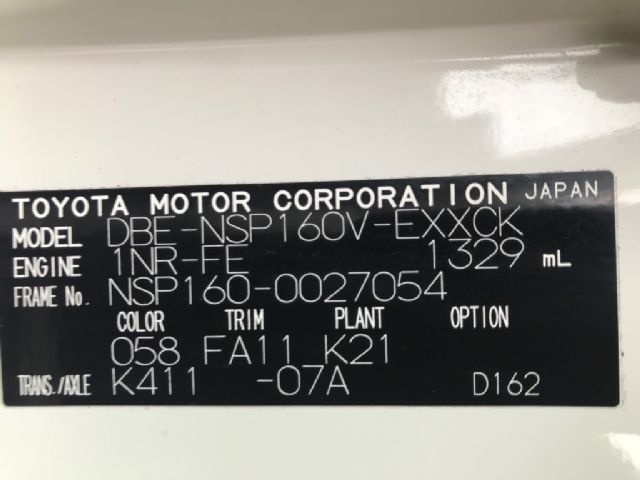 TOYOTA MOTOR CORPORATION JAPAN
MODEL DBE-NSP160V-EXXCK
ENGINE 1NR-FE 1329 mL
FRAME No. NSP160-0027054
COLOR TRIM PLANT OPTION
058 FA11 K21
TRANS./AXLE K411 -07A D162